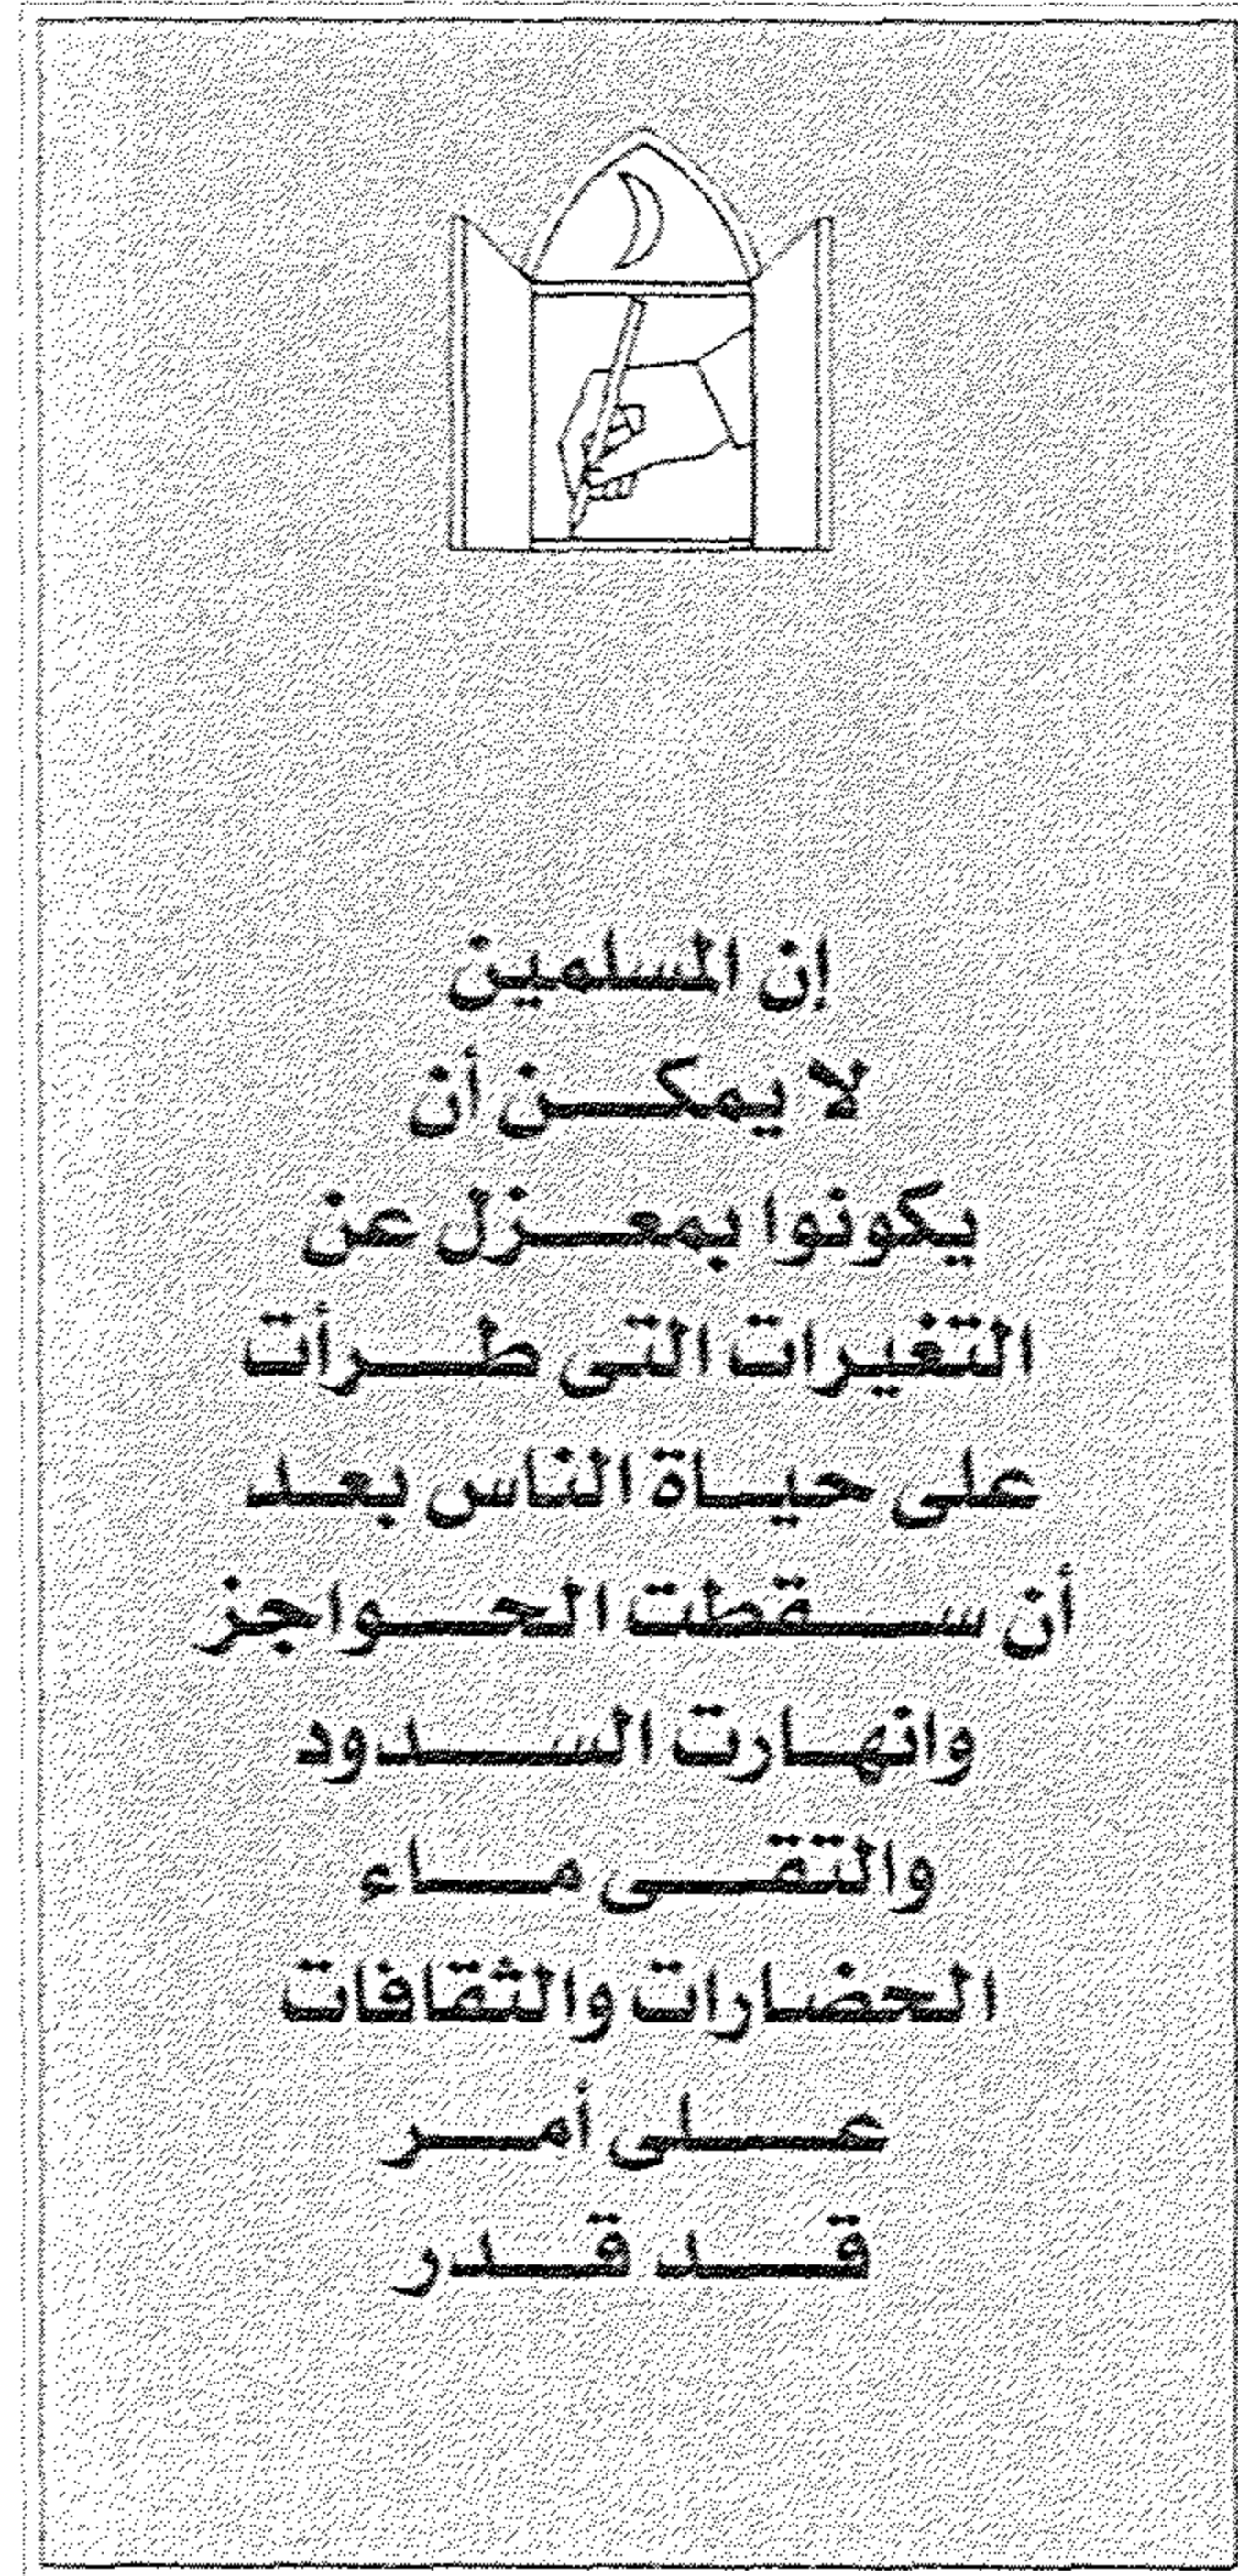 إن المسلمين
لا يمكن أن
يكونوا بمعزل عن
التغيرات التى طرأت
على حياة الناس بعد
أن سقطت الحواجز
وانهارت السدود
والتقى ماء
الحضارات والثقافات
على أمر
قد قدر